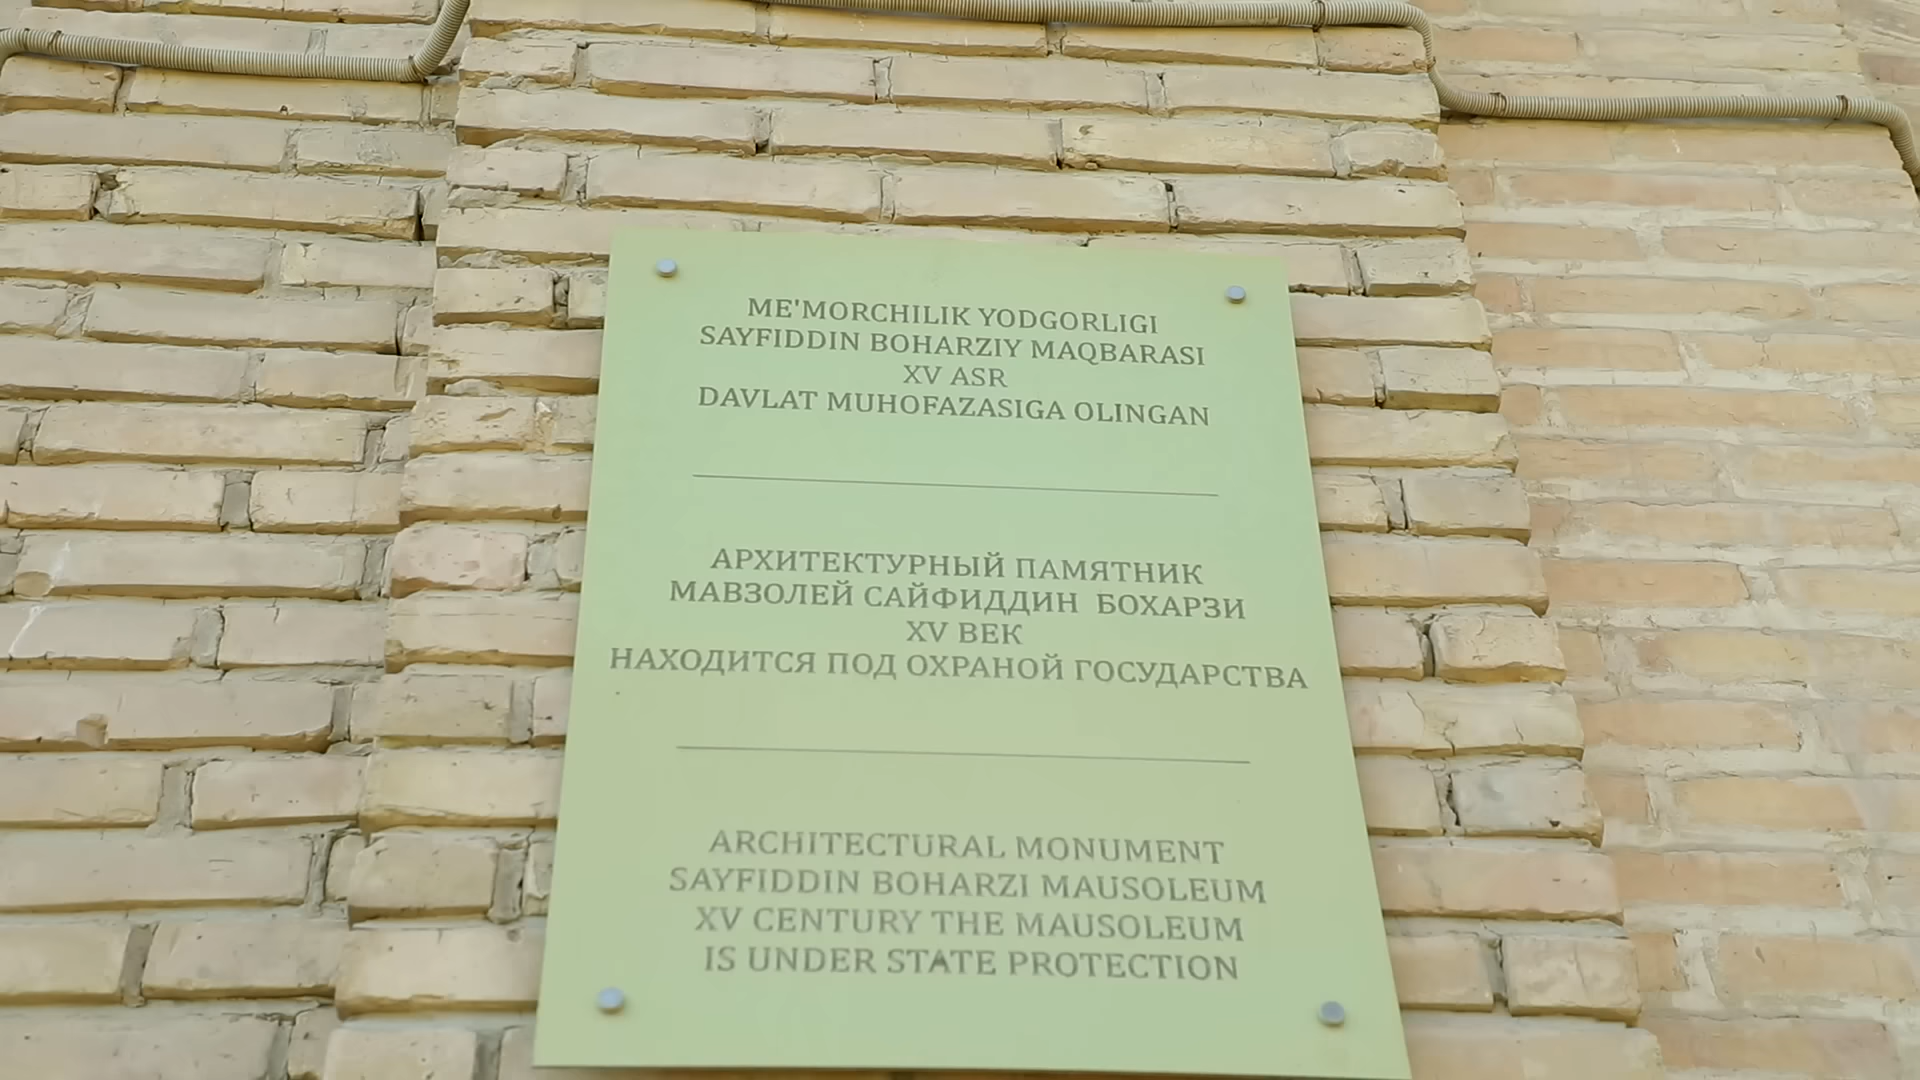 ME'MORCHILIK YODGORLIGI
SAYFIDDIN BOHARZIY MAQBARASI
XV ASR
DAVLAT MUHOFAZASIGA OLINGAN
АРХИТЕКТУРНЫЙ ПАМЯТНИК
МАВЗОЛЕЙ САЙФИДДИН БОХАРЗИ
XV ВЕК
НАХОДИТСЯ ПОД ОХРАНОЙ ГОСУДАРСТВА
ARCHITECTURAL MONUMENT
SAYFIDDIN BOHARZI MAUSOLEUM
XV CENTURY THE MAUSOLEUM
IS UNDER STATE PROTECTION